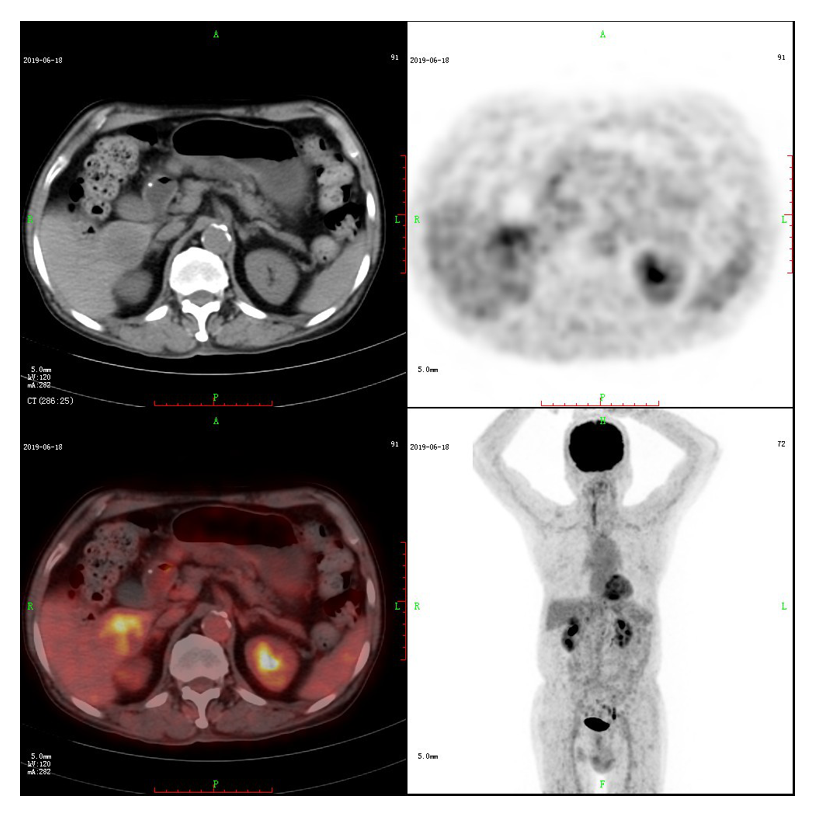 A
2019-06-18
91
R
L
5.0mm
kV:120
mA:282
CT(286:25)
P
A
2019-06-18
91
R
L
5.0mm
P
A
2019-06-18
91
R
L
5.0mm
kV:120
mA:282
P
H
2019-06-18
72
R
L
5.0mm
F